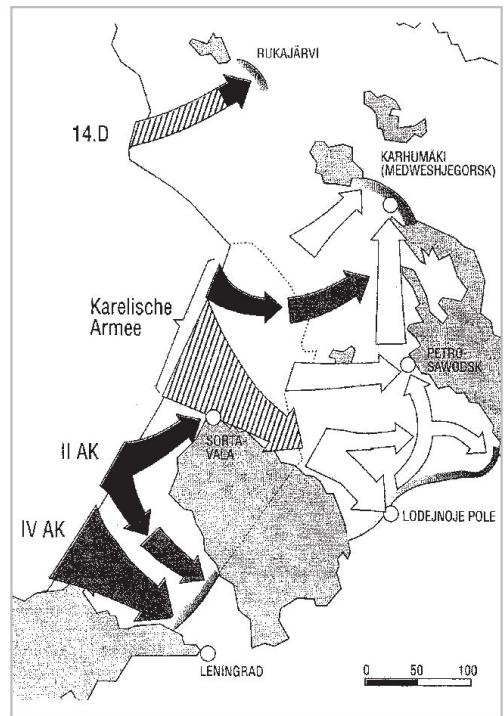 RUKAJÄRVI
14.D
KARHUMÄKI
(MEDWESHJEGORSK)
Karelische
Armee
PETRO-
SAWODSK
SORTA-
VALA
II AK
IV AK
LODEJNOJE POLE
LENINGRAD
0 50 100